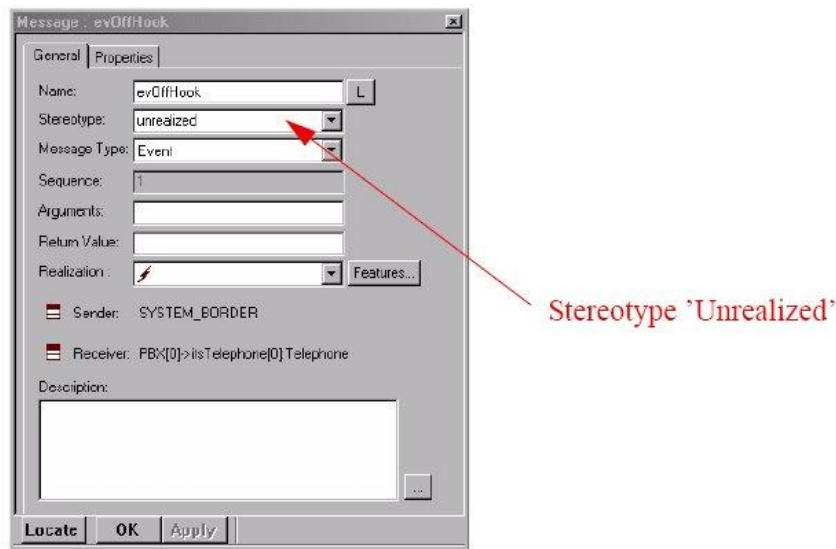 Message : evOffHook
General
Properties
Name: evOffHook L
Stereotype: unrealized
Message Type: Event
Sequence: 1
Arguments:
Return Value:
Realization : Features...
Sender: SYSTEM_BORDER
Receiver: PBX[0]->itsTelephone[0]:Telephone
Description:
...
Locate OK Apply
Stereotype 'Unrealized'